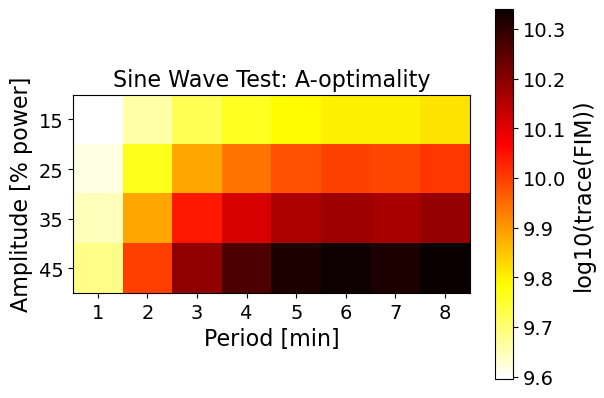 Sine Wave Test: A-optimality
Amplitude [% power]
15
25
35
45
1 2 3 4 5 6 7 8
Period [min]
10.3
10.2
10.1
10.0
9.9
9.8
9.7
9.6
log10(trace(FIM))